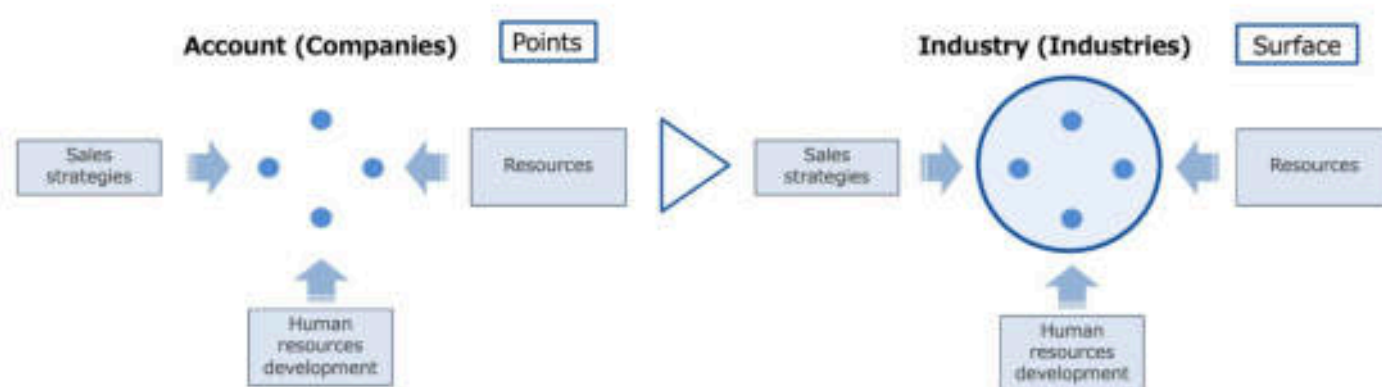 Account (Companies)
Points
Industry (Industries)
Surface
Sales
strategies
Resources
Sales
strategies
Resources
Human
resources
development
Human
resources
development